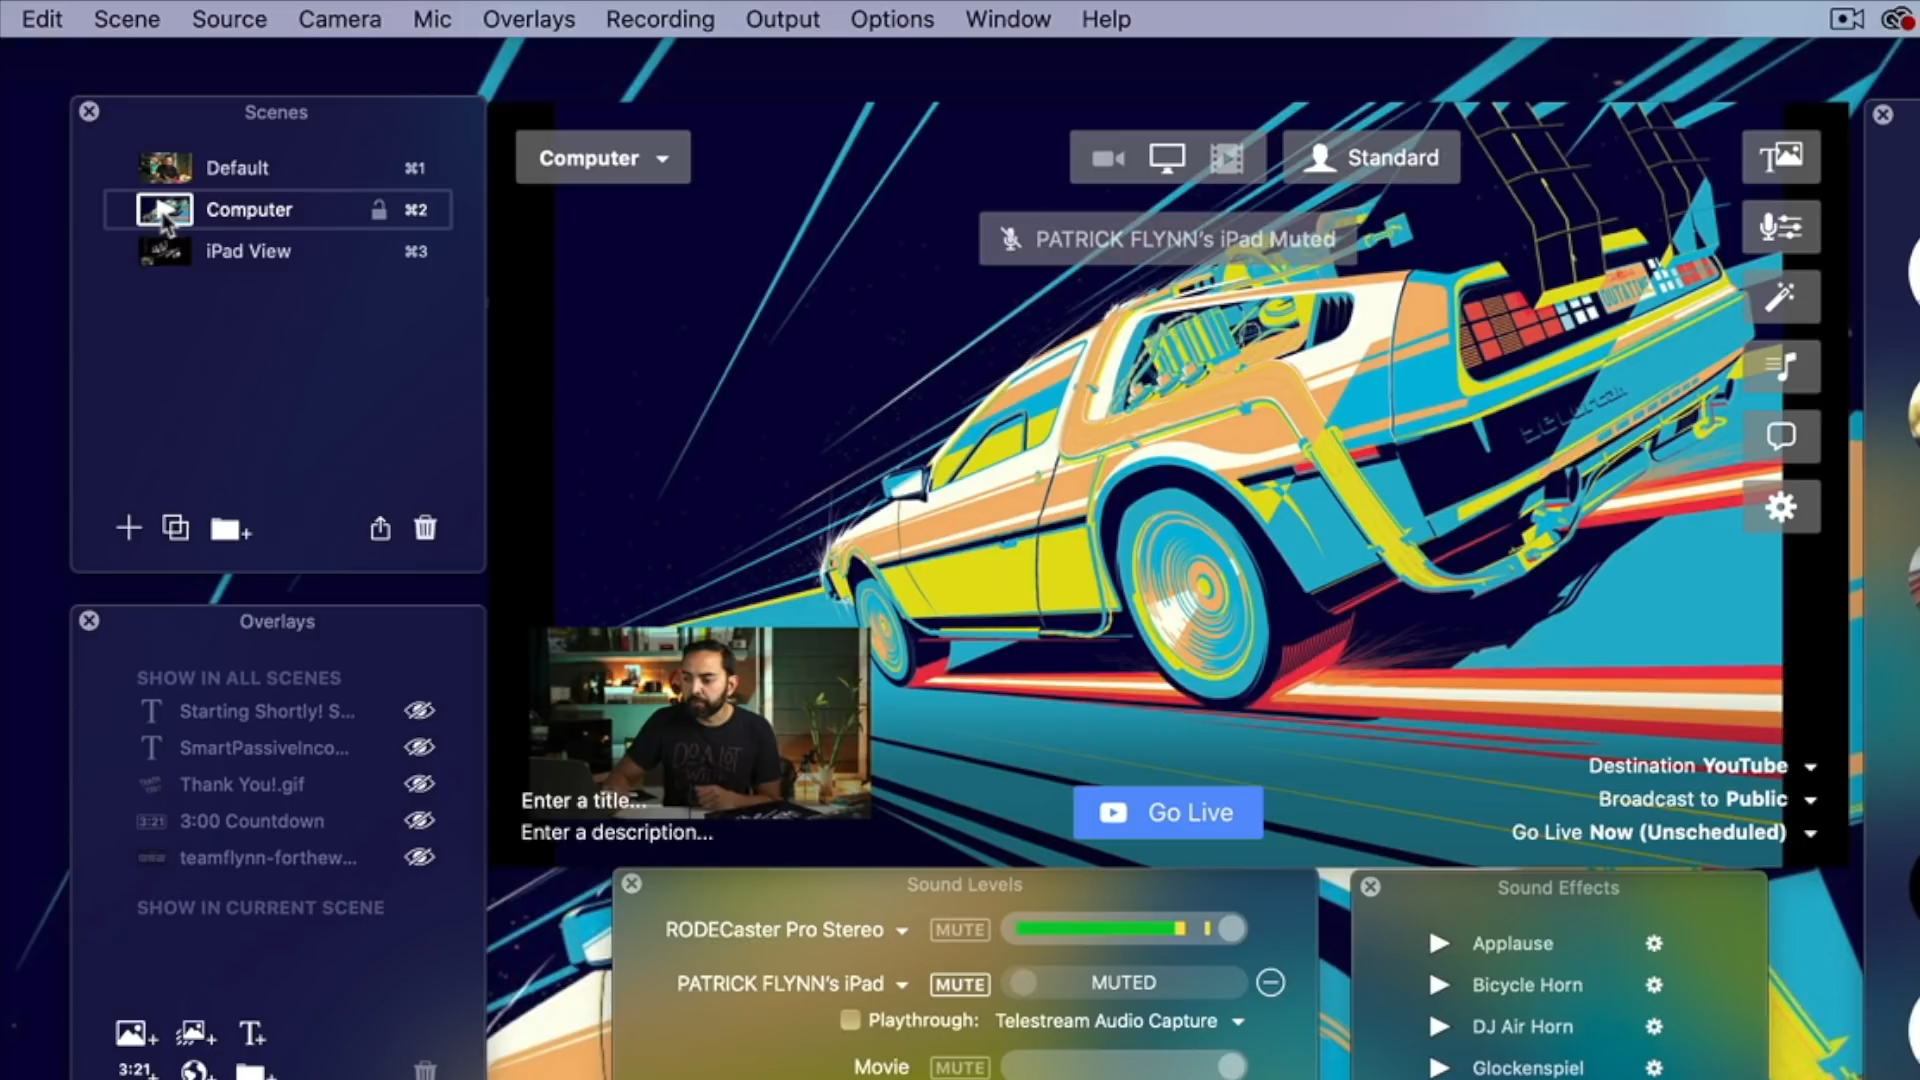 Edit Scene Source Camera Mic Overlays Recording Output Options Window Help
Scenes
Default ⌘1
Computer ⌘2
iPad View ⌘3
Computer
Standard
PATRICK FLYNN's iPad Muted
OUTATIME
Overlays
SHOW IN ALL SCENES
Starting Shortly! S...
SmartPassiveInco...
Thank You!.gif
3:21 3:00 Countdown
teamflynn-forthew...
SHOW IN CURRENT SCENE
3:21+
Enter a title...
Enter a description...
Go Live
Destination YouTube
Broadcast to Public
Go Live Now (Unscheduled)
Sound Levels
RODECaster Pro Stereo MUTE
PATRICK FLYNN's iPad MUTE MUTED
Playthrough: Telestream Audio Capture
Movie MUTE
Sound Effects
Applause
Bicycle Horn
DJ Air Horn
Glockenspiel